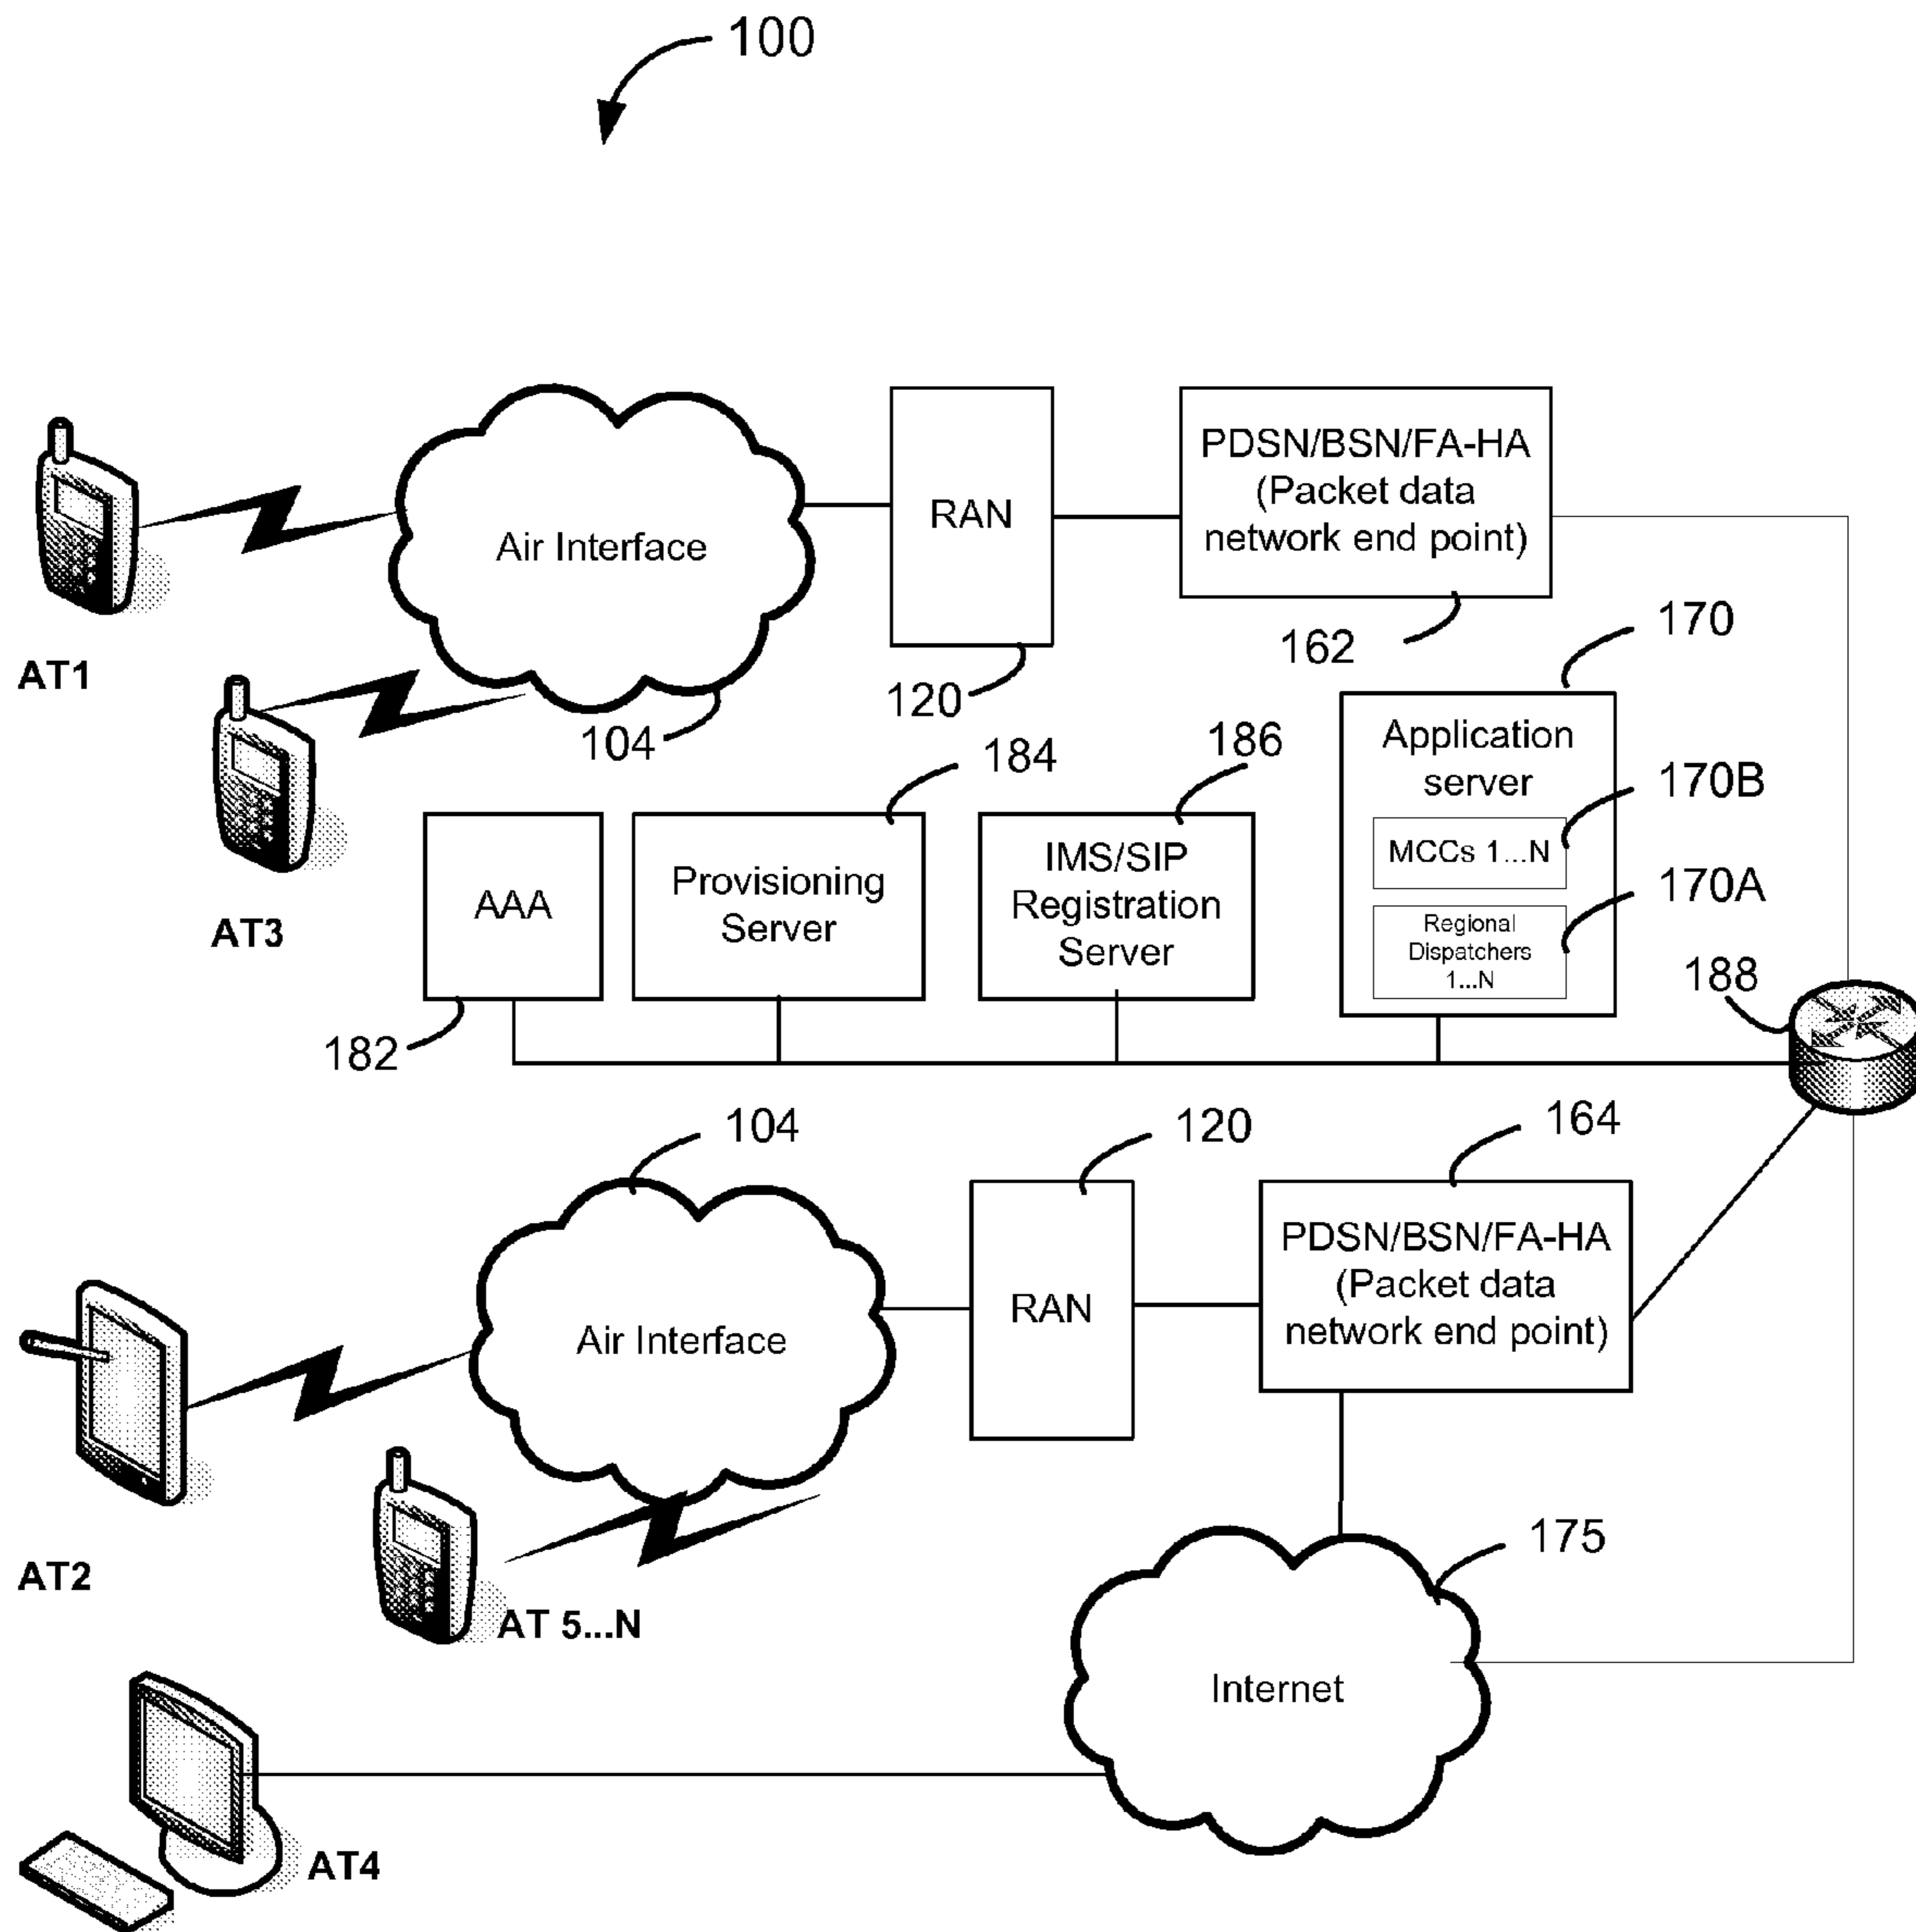 100
PDSN/BSN/FA-HA
(Packet data
network end point)
RAN
Air Interface
162
170
AT1
120
104
184
186
Application
server
170B
MCCs 1...N
170A
Regional
Dispatchers
1...N
AT3
AAA
Provisioning
Server
IMS/SIP
Registration
Server
188
182
104
120
164
PDSN/BSN/FA-HA
(Packet data
network end point)
RAN
Air Interface
175
AT2
AT 5...N
Internet
AT4